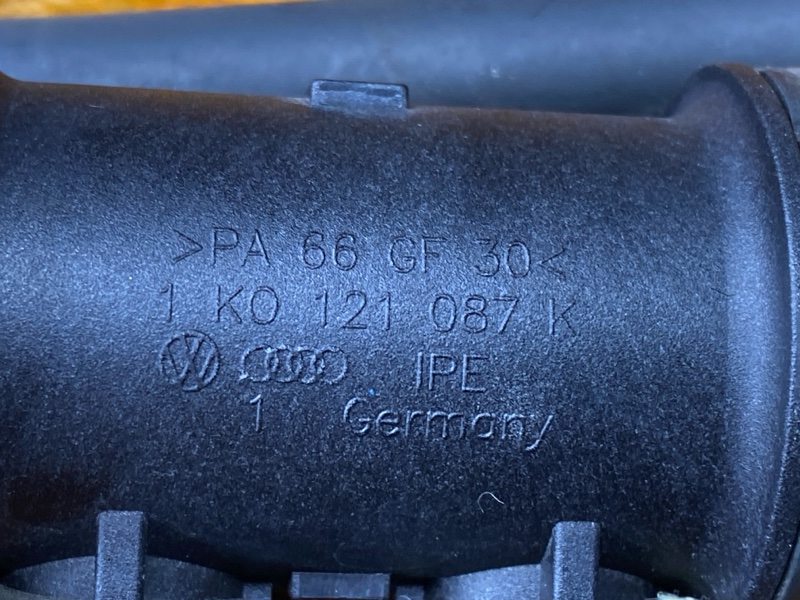 >PA 66 GF 30<
1 K0 121 087 K
IPE
1 Germany